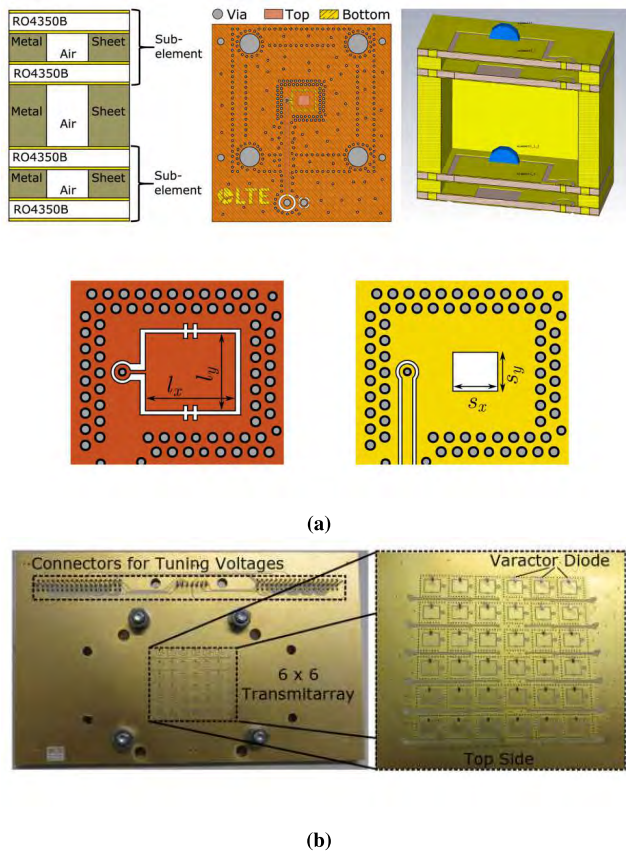 RO4350B
Metal Air Sheet
RO4350B
Metal Air Sheet
RO4350B
Metal Air Sheet
RO4350B
Sub-
element
Sub-
element
Via Top Bottom
LTE
l_x
l_y
s_x
s_y
(a)
Connectors for Tuning Voltages
6 x 6
Transmitarray
Varactor Diode
Top Side
(b)